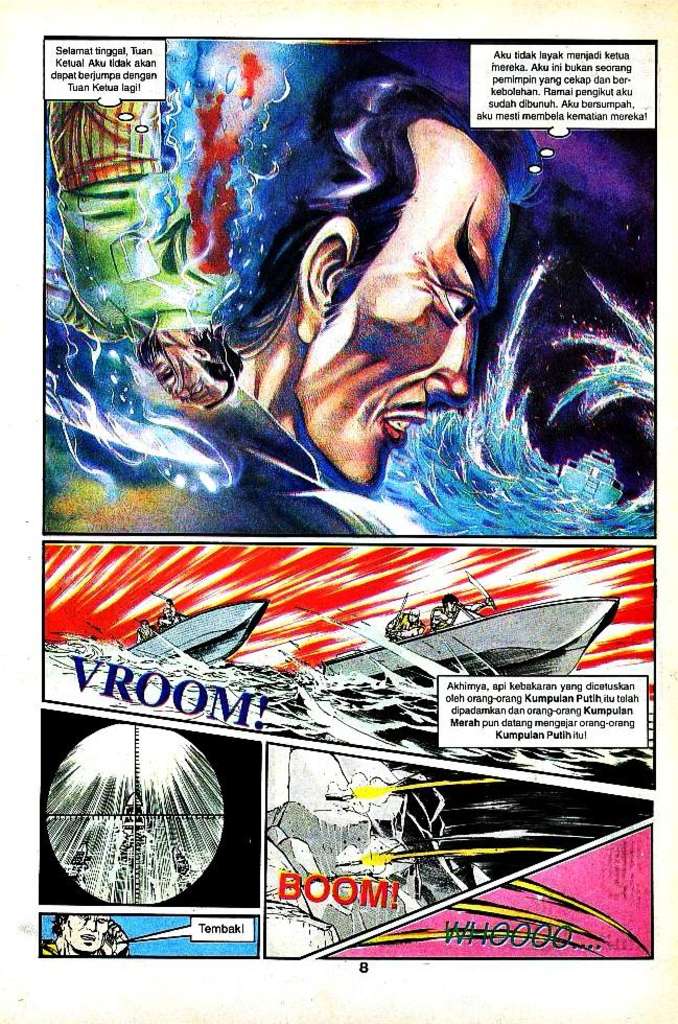 Selamat tinggal, Tuan
Ketua! Aku tidak akan
dapat berjumpa dengan
Tuan Ketua lagi!
Aku tidak layak menjadi ketua
mereka. Aku ini bukan seorang
pemimpin yang cekap dan ber-
kebolehan. Ramai pengikut aku
sudah dibunuh. Aku bersumpah,
aku mesti membela kematian mereka!
VROOM!
Akhirnya, api kebakaran yang dicetuskan
oleh orang-orang Kumpulan Putih itu telah
dipadamkan dan orang-orang Kumpulan
Merah pun datang mengejar orang-orang
Kumpulan Putih itu!
Tembak!
BOOM!
WHOOOO....
8